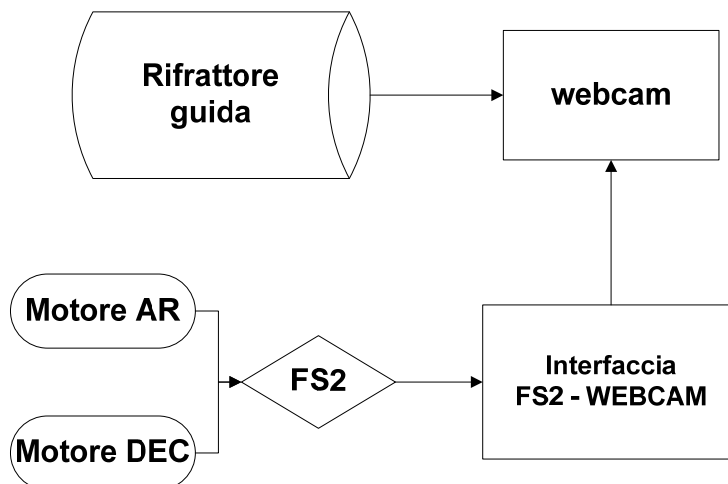 Rifrattore
guida
webcam
Motore AR
FS2
Interfaccia
FS2 - WEBCAM
Motore DEC